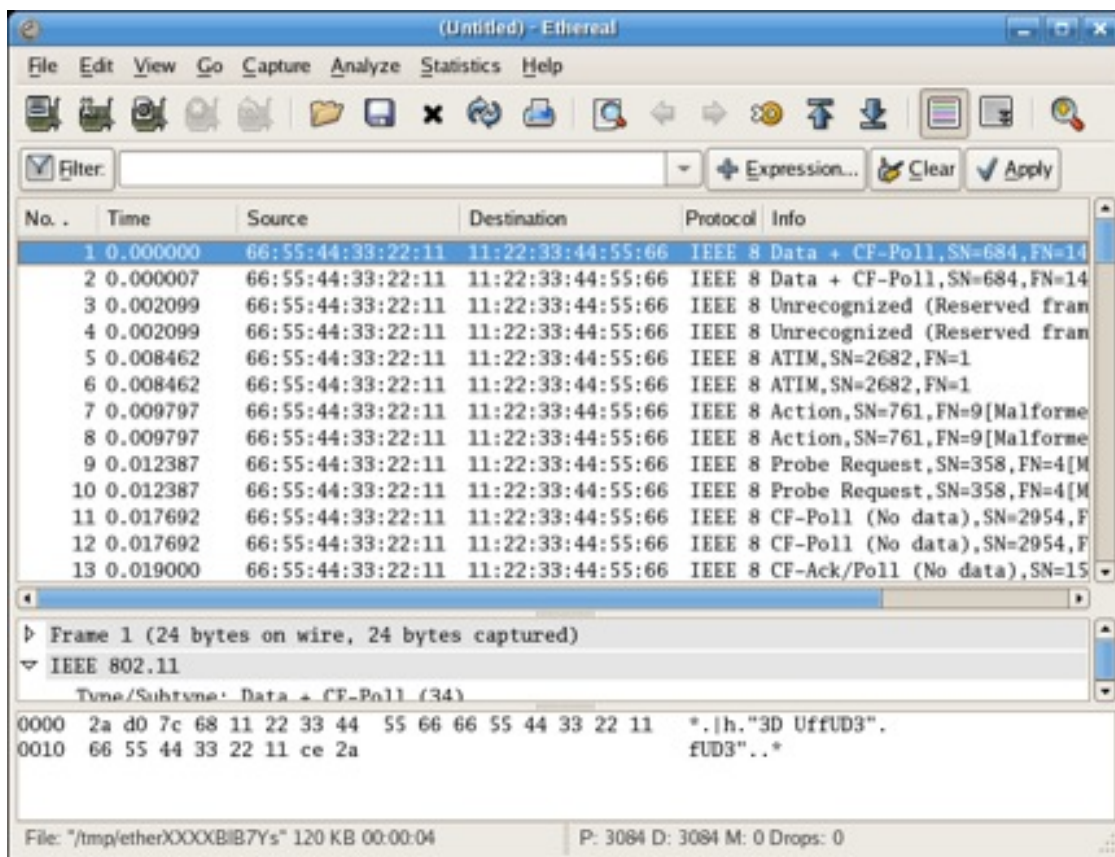 (Untitled) - Ethereal
File Edit View Go Capture Analyze Statistics Help
Filter: Expression... Clear Apply
No. . Time Source Destination Protocol Info
1 0.000000 66:55:44:33:22:11 11:22:33:44:55:66 IEEE 8 Data + CF-Poll,SN=684,FN=14
2 0.000007 66:55:44:33:22:11 11:22:33:44:55:66 IEEE 8 Data + CF-Poll,SN=684,FN=14
3 0.002099 66:55:44:33:22:11 11:22:33:44:55:66 IEEE 8 Unrecognized (Reserved fram
4 0.002099 66:55:44:33:22:11 11:22:33:44:55:66 IEEE 8 Unrecognized (Reserved fram
5 0.008462 66:55:44:33:22:11 11:22:33:44:55:66 IEEE 8 ATIM,SN=2682,FN=1
6 0.008462 66:55:44:33:22:11 11:22:33:44:55:66 IEEE 8 ATIM,SN=2682,FN=1
7 0.009797 66:55:44:33:22:11 11:22:33:44:55:66 IEEE 8 Action,SN=761,FN=9[Malforme
8 0.009797 66:55:44:33:22:11 11:22:33:44:55:66 IEEE 8 Action,SN=761,FN=9[Malforme
9 0.012387 66:55:44:33:22:11 11:22:33:44:55:66 IEEE 8 Probe Request,SN=358,FN=4[M
10 0.012387 66:55:44:33:22:11 11:22:33:44:55:66 IEEE 8 Probe Request,SN=358,FN=4[M
11 0.017692 66:55:44:33:22:11 11:22:33:44:55:66 IEEE 8 CF-Poll (No data),SN=2954,F
12 0.017692 66:55:44:33:22:11 11:22:33:44:55:66 IEEE 8 CF-Poll (No data),SN=2954,F
13 0.019000 66:55:44:33:22:11 11:22:33:44:55:66 IEEE 8 CF-Ack/Poll (No data),SN=15
Frame 1 (24 bytes on wire, 24 bytes captured)
IEEE 802.11
Type/Subtype: Data + CF-Poll (34)
0000 2a d0 7c 68 11 22 33 44 55 66 66 55 44 33 22 11 *.|h."3D UffUD3".
0010 66 55 44 33 22 11 ce 2a fUD3"..*
File: "/tmp/etherXXXXBIB7Ys" 120 KB 00:00:04 P: 3084 D: 3084 M: 0 Drops: 0